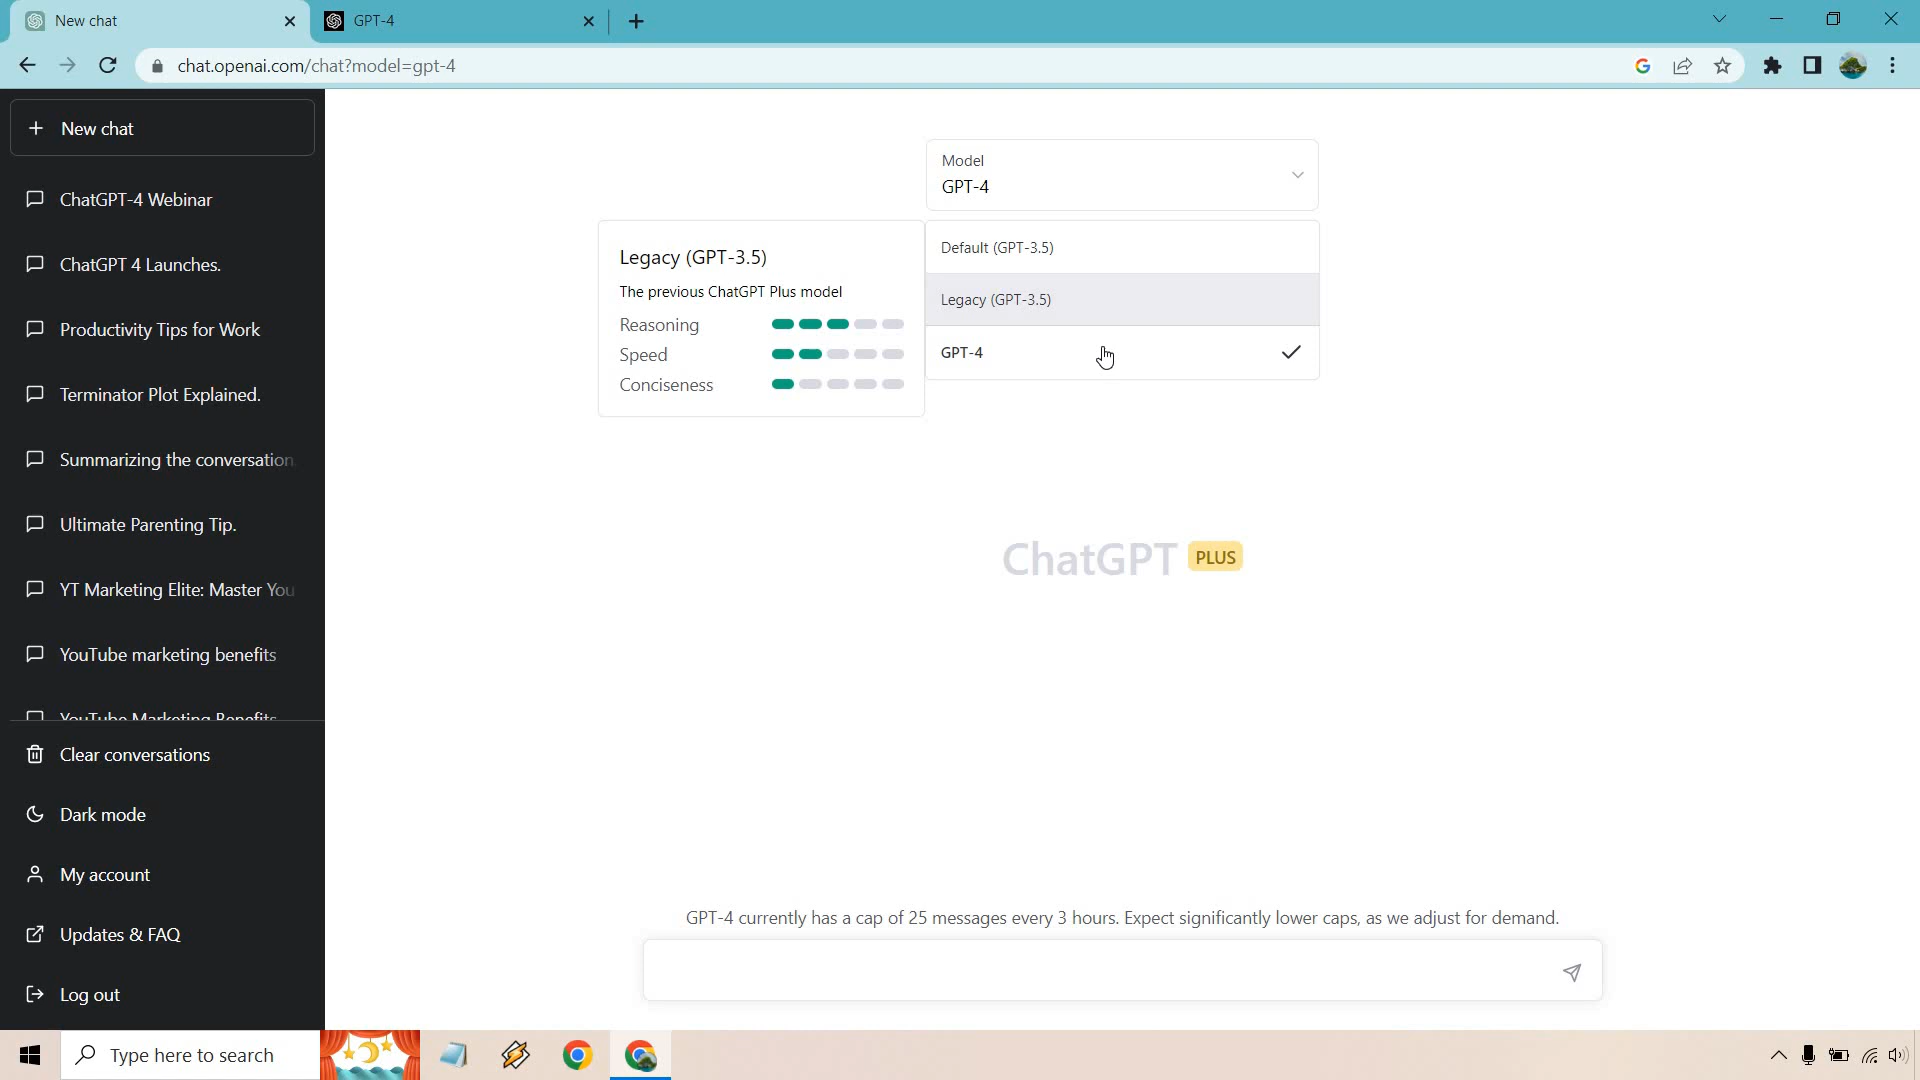 New chat
GPT-4
chat.openai.com/chat?model=gpt-4
New chat
ChatGPT-4 Webinar
ChatGPT 4 Launches.
Productivity Tips for Work
Terminator Plot Explained.
Summarizing the conversation.
Ultimate Parenting Tip.
YT Marketing Elite: Master You
YouTube marketing benefits
YouTube Marketing Benefits
Clear conversations
Dark mode
My account
Updates & FAQ
Log out
Model
GPT-4
Default (GPT-3.5)
Legacy (GPT-3.5)
GPT-4
Legacy (GPT-3.5)
The previous ChatGPT Plus model
Reasoning
Speed
Conciseness
ChatGPT PLUS
GPT-4 currently has a cap of 25 messages every 3 hours. Expect significantly lower caps, as we adjust for demand.
Type here to search